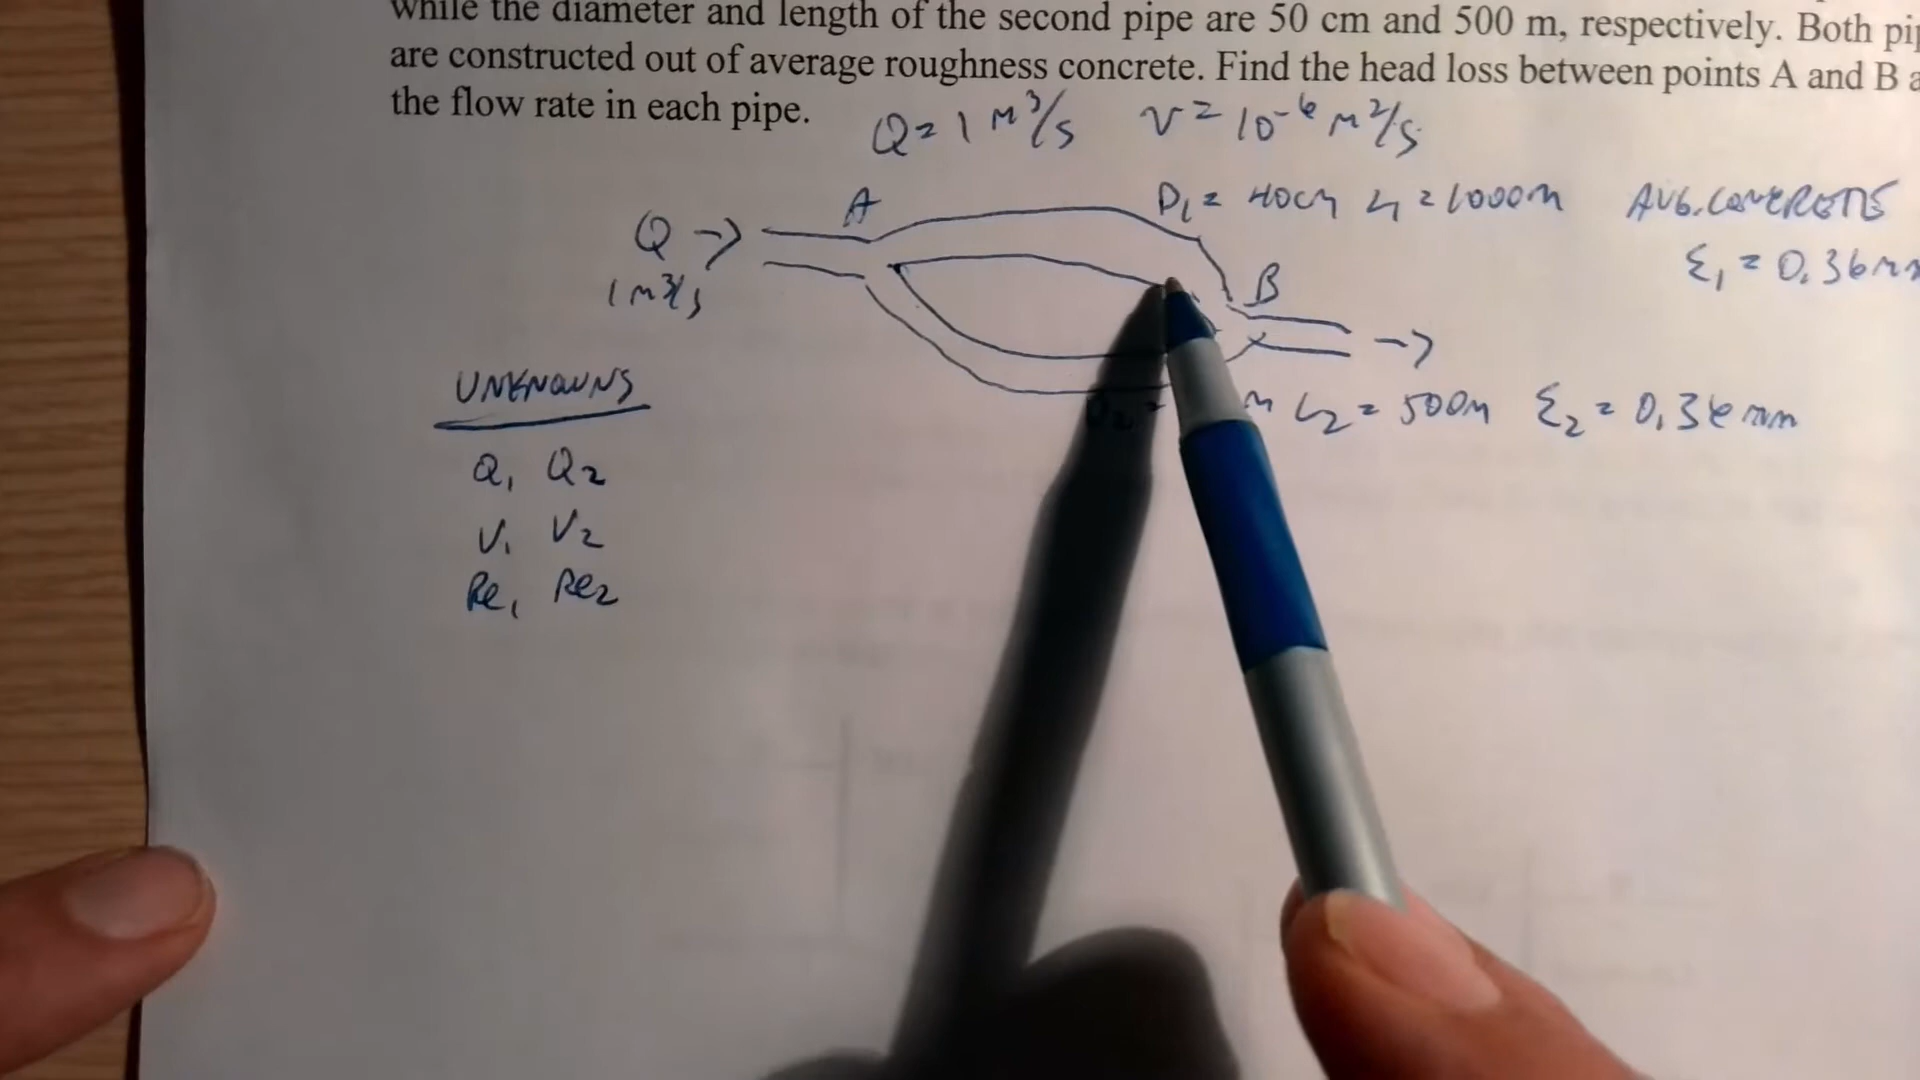 while the diameter and length of the second pipe are 50 cm and 500 m, respectively. Both
are constructed out of average roughness concrete. Find the head loss between points A and B
the flow rate in each pipe.
Q = 1 m³/s ν = 10⁻⁶ m²/s
A D₁ = 40cm L₁ = 1000m AVG. CONCRETE
Q → ε₁ = 0,36
1 m³/s B
→
UNKNOWNS
m L₂ = 500m ε₂ = 0,36 mm
Q₁ Q₂
V₁ V₂
Re₁ Re₂